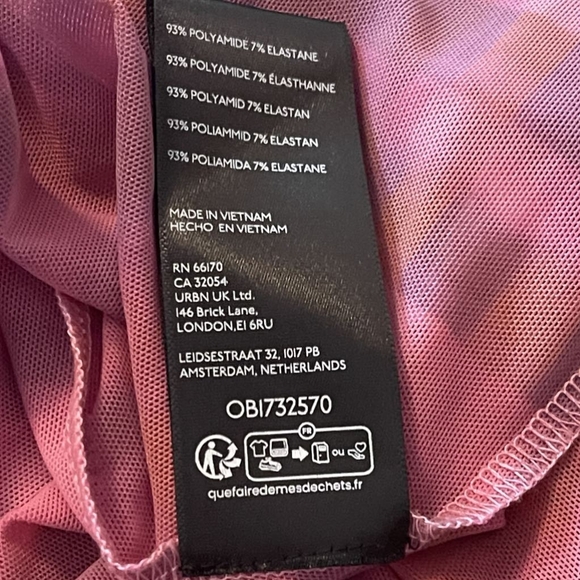 93% POLYAMIDE 7% ELASTANE
93% POLYAMIDE 7% ÉLASTHANNE
93% POLYAMID 7% ELASTAN
93% POLIAMMID 7% ELASTAN
93% POLIAMIDA 7% ELASTANE
MADE IN VIETNAM
HECHO EN VIETNAM
RN 66170
CA 32054
URBN UK Ltd.
146 Brick Lane,
LONDON,E1 6RU
LEIDSESTRAAT 32, 1017 PB
AMSTERDAM, NETHERLANDS
OB1732570
FR
OU
quefairedemesdechets.fr